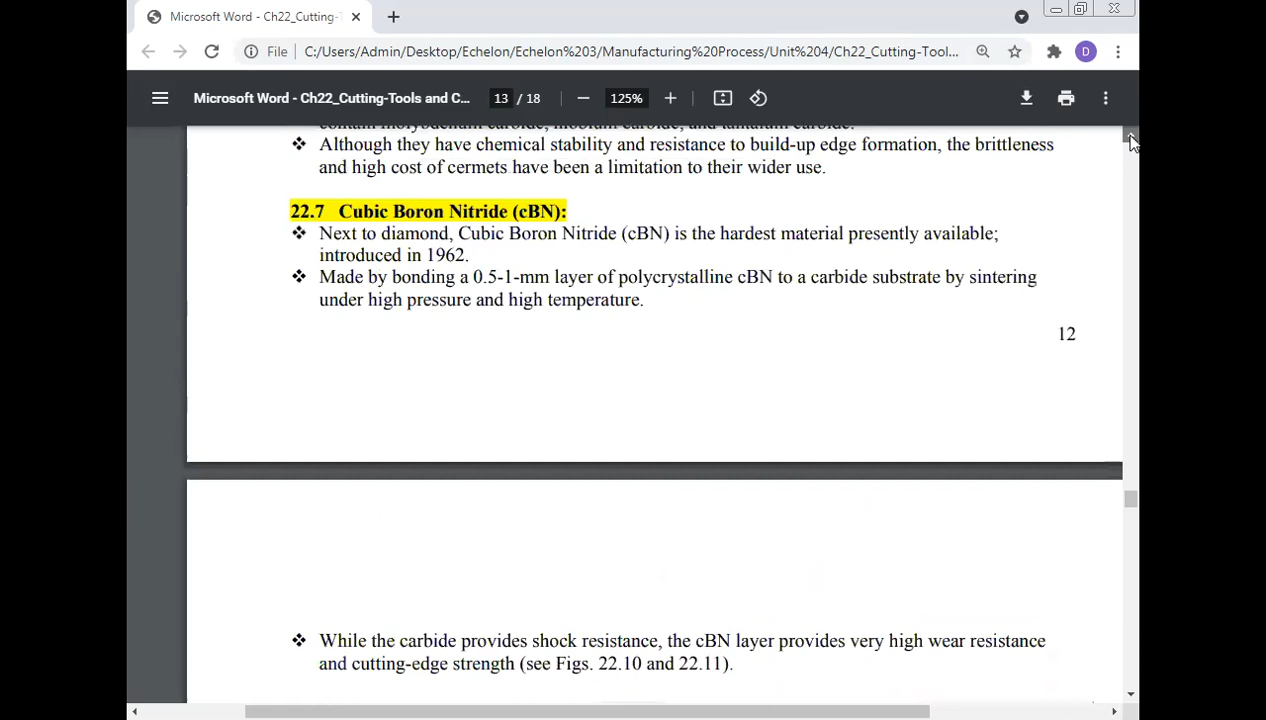 Microsoft Word - Ch22_Cutting-T
File
C:/Users/Admin/Desktop/Echelon/Echelon%203/Manufacturing%20Process/Unit%204/Ch22_Cutting-Tool...
D
Microsoft Word - Ch22_Cutting-Tools and C...
13 / 18
125%
contain molybdenum carbide, niobium carbide, and tantalum carbide.
❖ Although they have chemical stability and resistance to build-up edge formation, the brittleness
and high cost of cermets have been a limitation to their wider use.
22.7 Cubic Boron Nitride (cBN):
❖ Next to diamond, Cubic Boron Nitride (cBN) is the hardest material presently available;
introduced in 1962.
❖ Made by bonding a 0.5-1-mm layer of polycrystalline cBN to a carbide substrate by sintering
under high pressure and high temperature.
12
❖ While the carbide provides shock resistance, the cBN layer provides very high wear resistance
and cutting-edge strength (see Figs. 22.10 and 22.11).